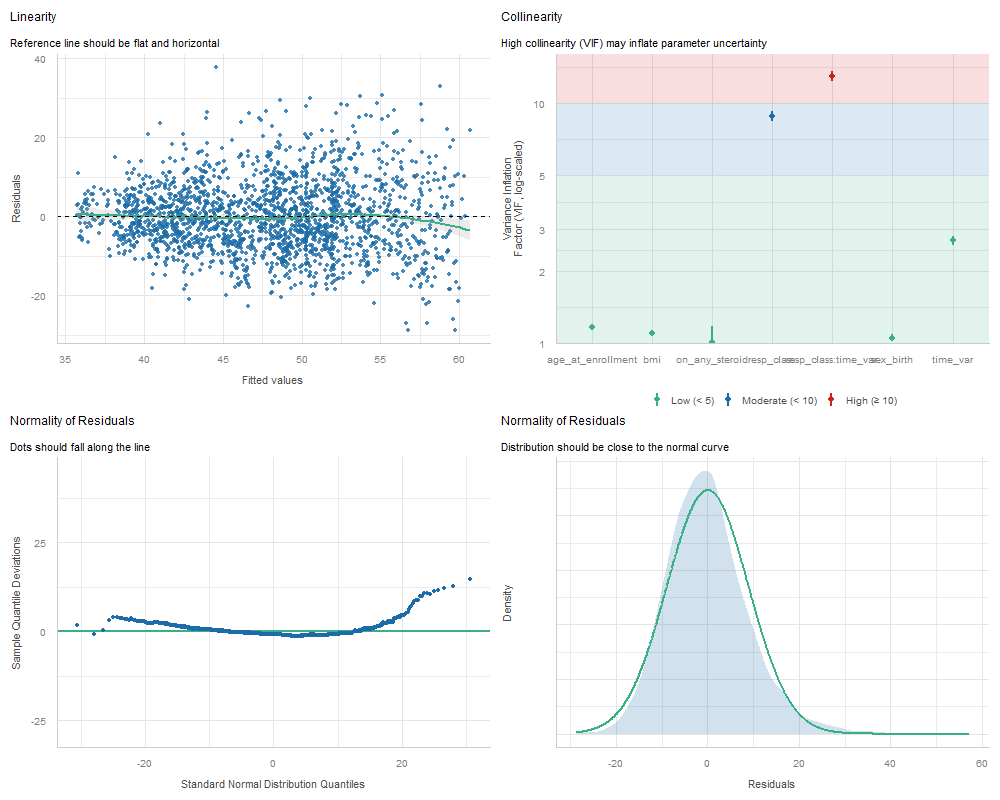 Linearity
Reference line should be flat and horizontal
40
20
0
-20
Residuals
35
40
45
50
55
60
Fitted values
Collinearity
High collinearity (VIF) may inflate parameter uncertainty
10
5
3
2
1
Variance Inflation
Factor (VIF, log-scaled)
age_at_enrollment
bmi
on_any_steroid
resp_class
resp_class:time_var
sex_birth
time_var
Low (< 5)
Moderate (< 10)
High (≥ 10)
Normality of Residuals
Dots should fall along the line
25
0
-25
Sample Quantile Deviations
-20
0
20
Standard Normal Distribution Quantiles
Normality of Residuals
Distribution should be close to the normal curve
Density
-20
0
20
40
60
Residuals